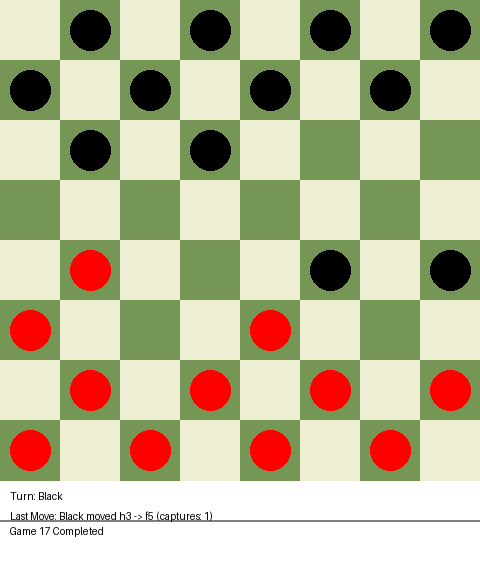 Turn: Black
Last Move: Black moved h3 -> f5 (captures: 1)
Game 17 Completed